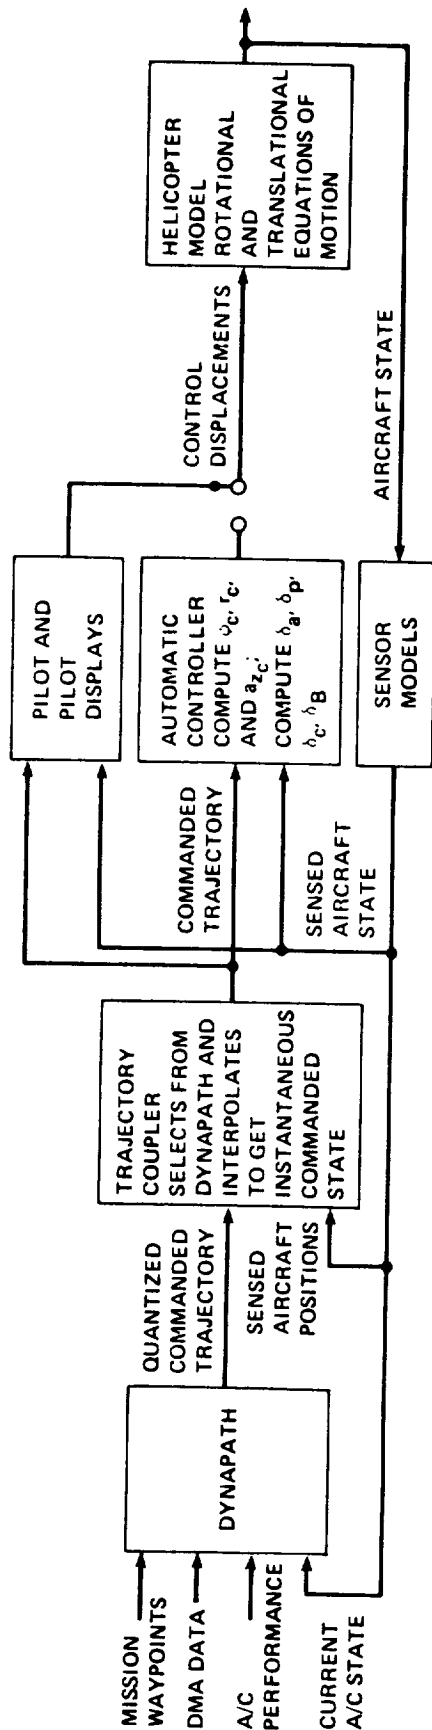 MISSION
WAYPOINTS
DMA DATA
A/C
PERFORMANCE
CURRENT
A/C STATE
DYNAPATH
QUANTIZED
COMMANDED
TRAJECTORY
SENSED
AIRCRAFT
POSITIONS
TRAJECTORY
COUPLER
SELECTS FROM
DYNAPATH AND
INTERPOLATES
TO GET
INSTANTANEOUS
COMMANDED
STATE
COMMANDED
TRAJECTORY
SENSED
AIRCRAFT
STATE
PILOT AND
PILOT
DISPLAYS
AUTOMATIC
CONTROLLER
COMPUTE ϕc, rc,
AND azc;
COMPUTE δa, δp,
δc, δB
SENSOR
MODELS
CONTROL
DISPLACEMENTS
AIRCRAFT STATE
HELICOPTER
MODEL
ROTATIONAL
AND
TRANSLATIONAL
EQUATIONS OF
MOTION